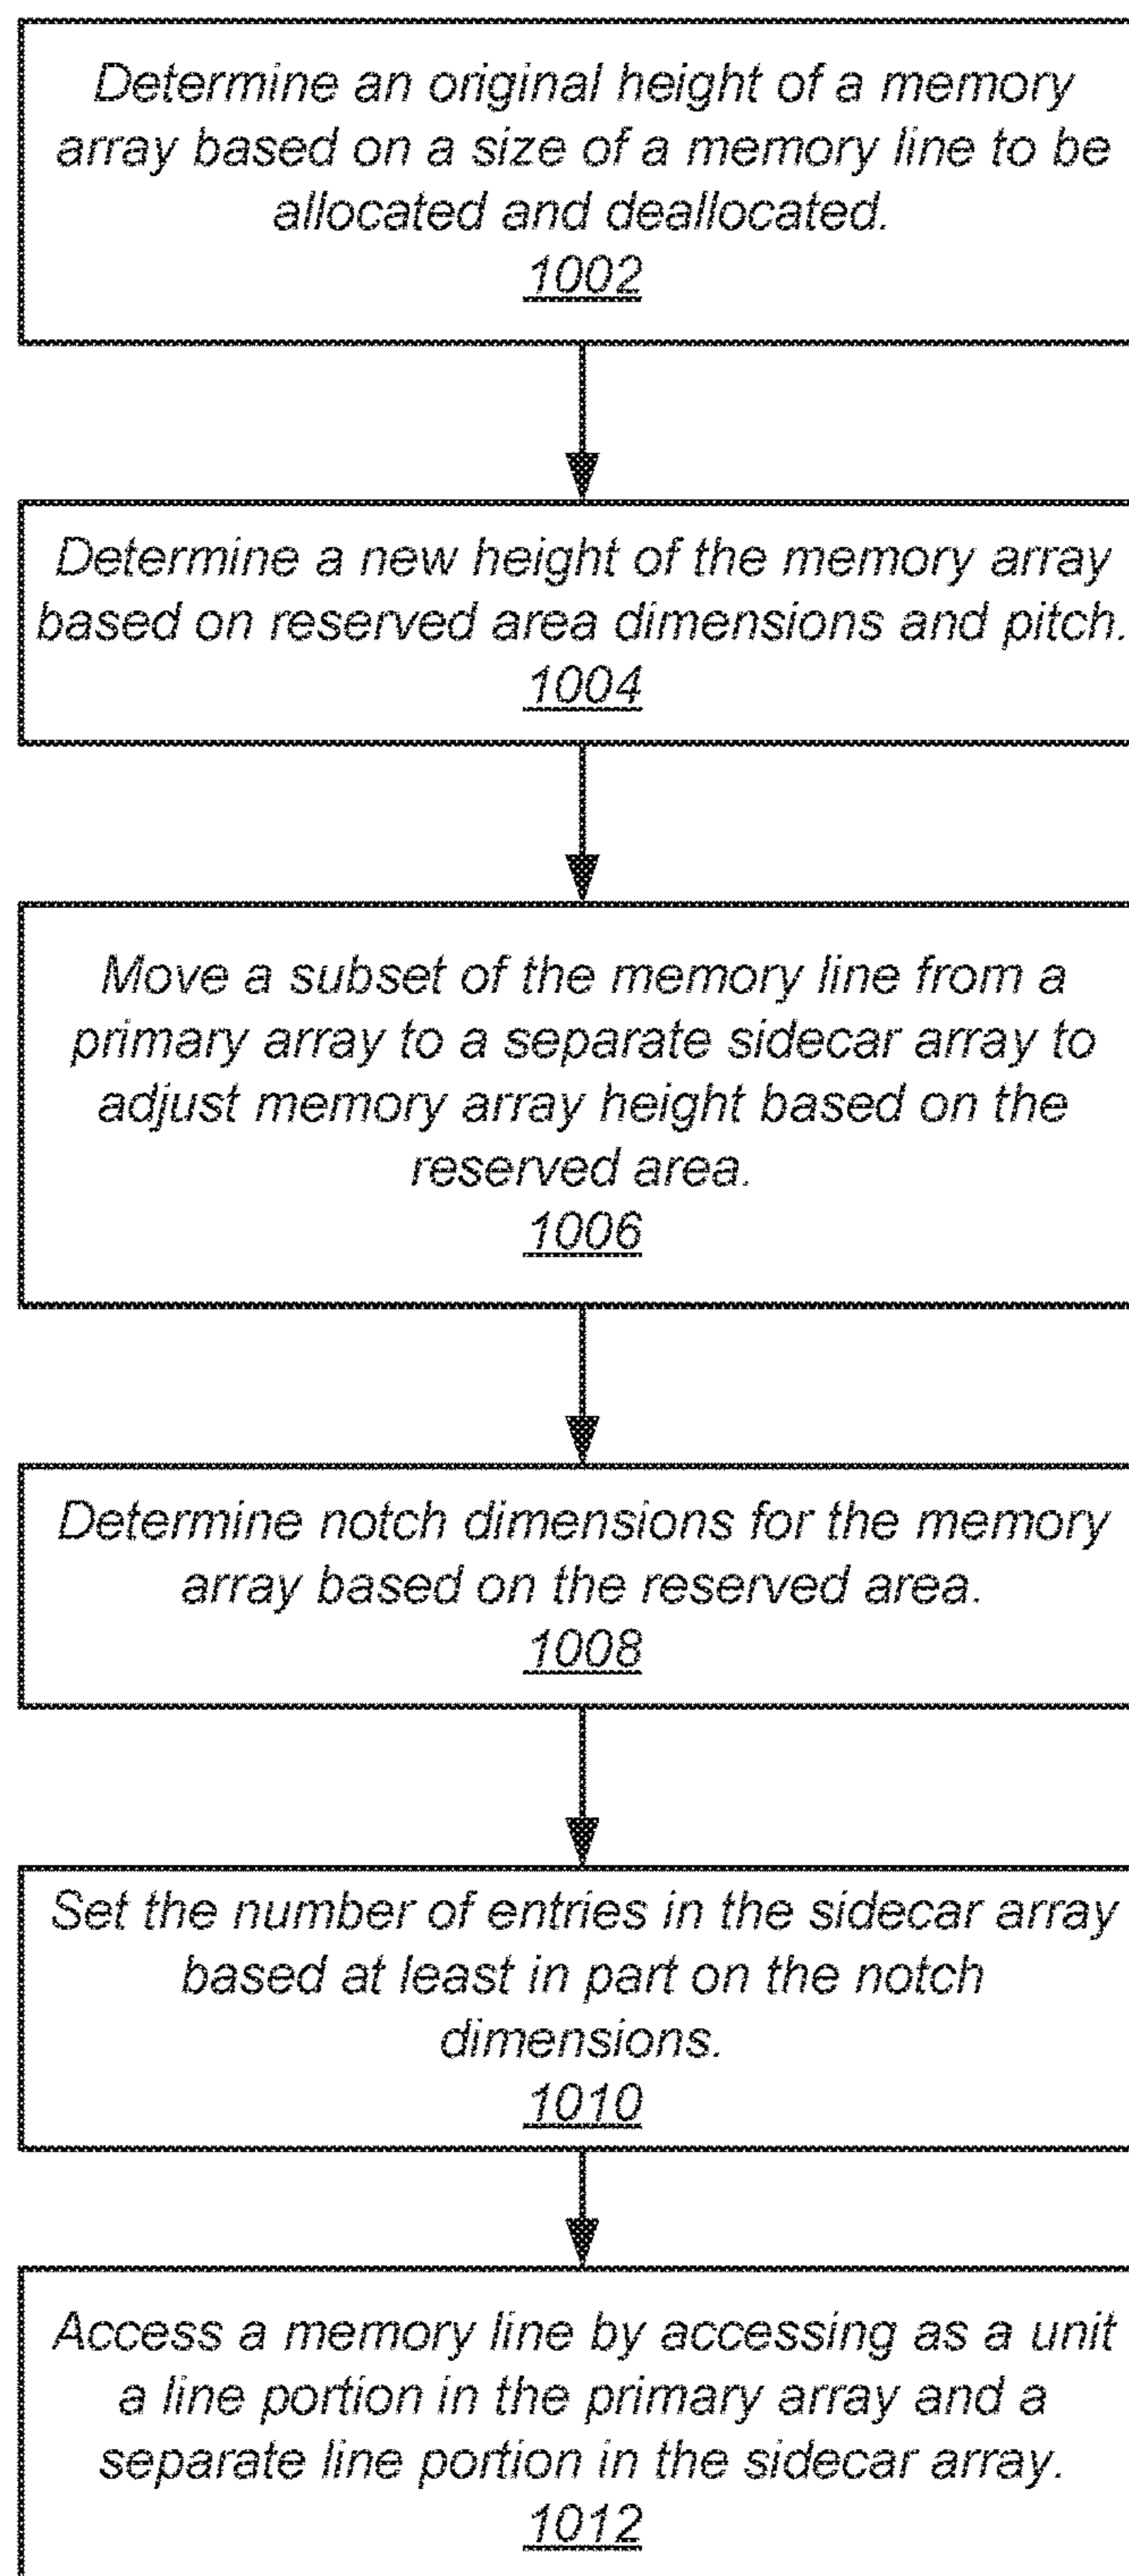 Determine an original height of a memory
array based on a size of a memory line to be
allocated and deallocated.
1002
Determine a new height of the memory array
based on reserved area dimensions and pitch.
1004
Move a subset of the memory line from a
primary array to a separate sidecar array to
adjust memory array height based on the
reserved area.
1006
Determine notch dimensions for the memory
array based on the reserved area.
1008
Set the number of entries in the sidecar array
based at least in part on the notch
dimensions.
1010
Access a memory line by accessing as a unit
a line portion in the primary array and a
separate line portion in the sidecar array.
1012